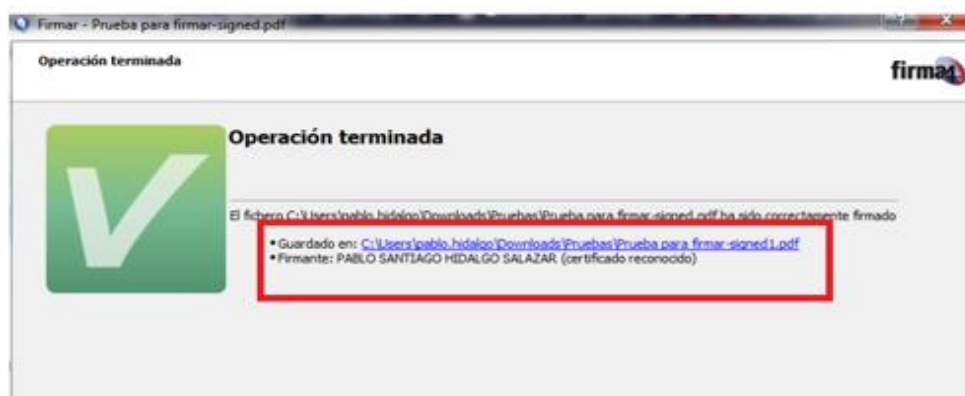 Firmar - Prueba para firmar-signed.pdf
Operación terminada
firma4
Operación terminada
El fichero C:\Users\pablo.hidalgo\Downloads\Pruebas\Prueba para firmar-signed.pdf ha sido correctamente firmado
• Guardado en: C:\Users\pablo.hidalgo\Downloads\Pruebas\Prueba para firmar-signed1.pdf
• Firmante: PABLO SANTIAGO HIDALGO SALAZAR (certificado reconocido)